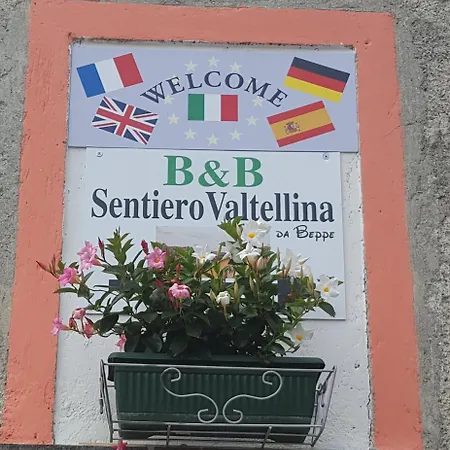 WELCOME
B&B
Sentiero Valtellina
DA BEPPE